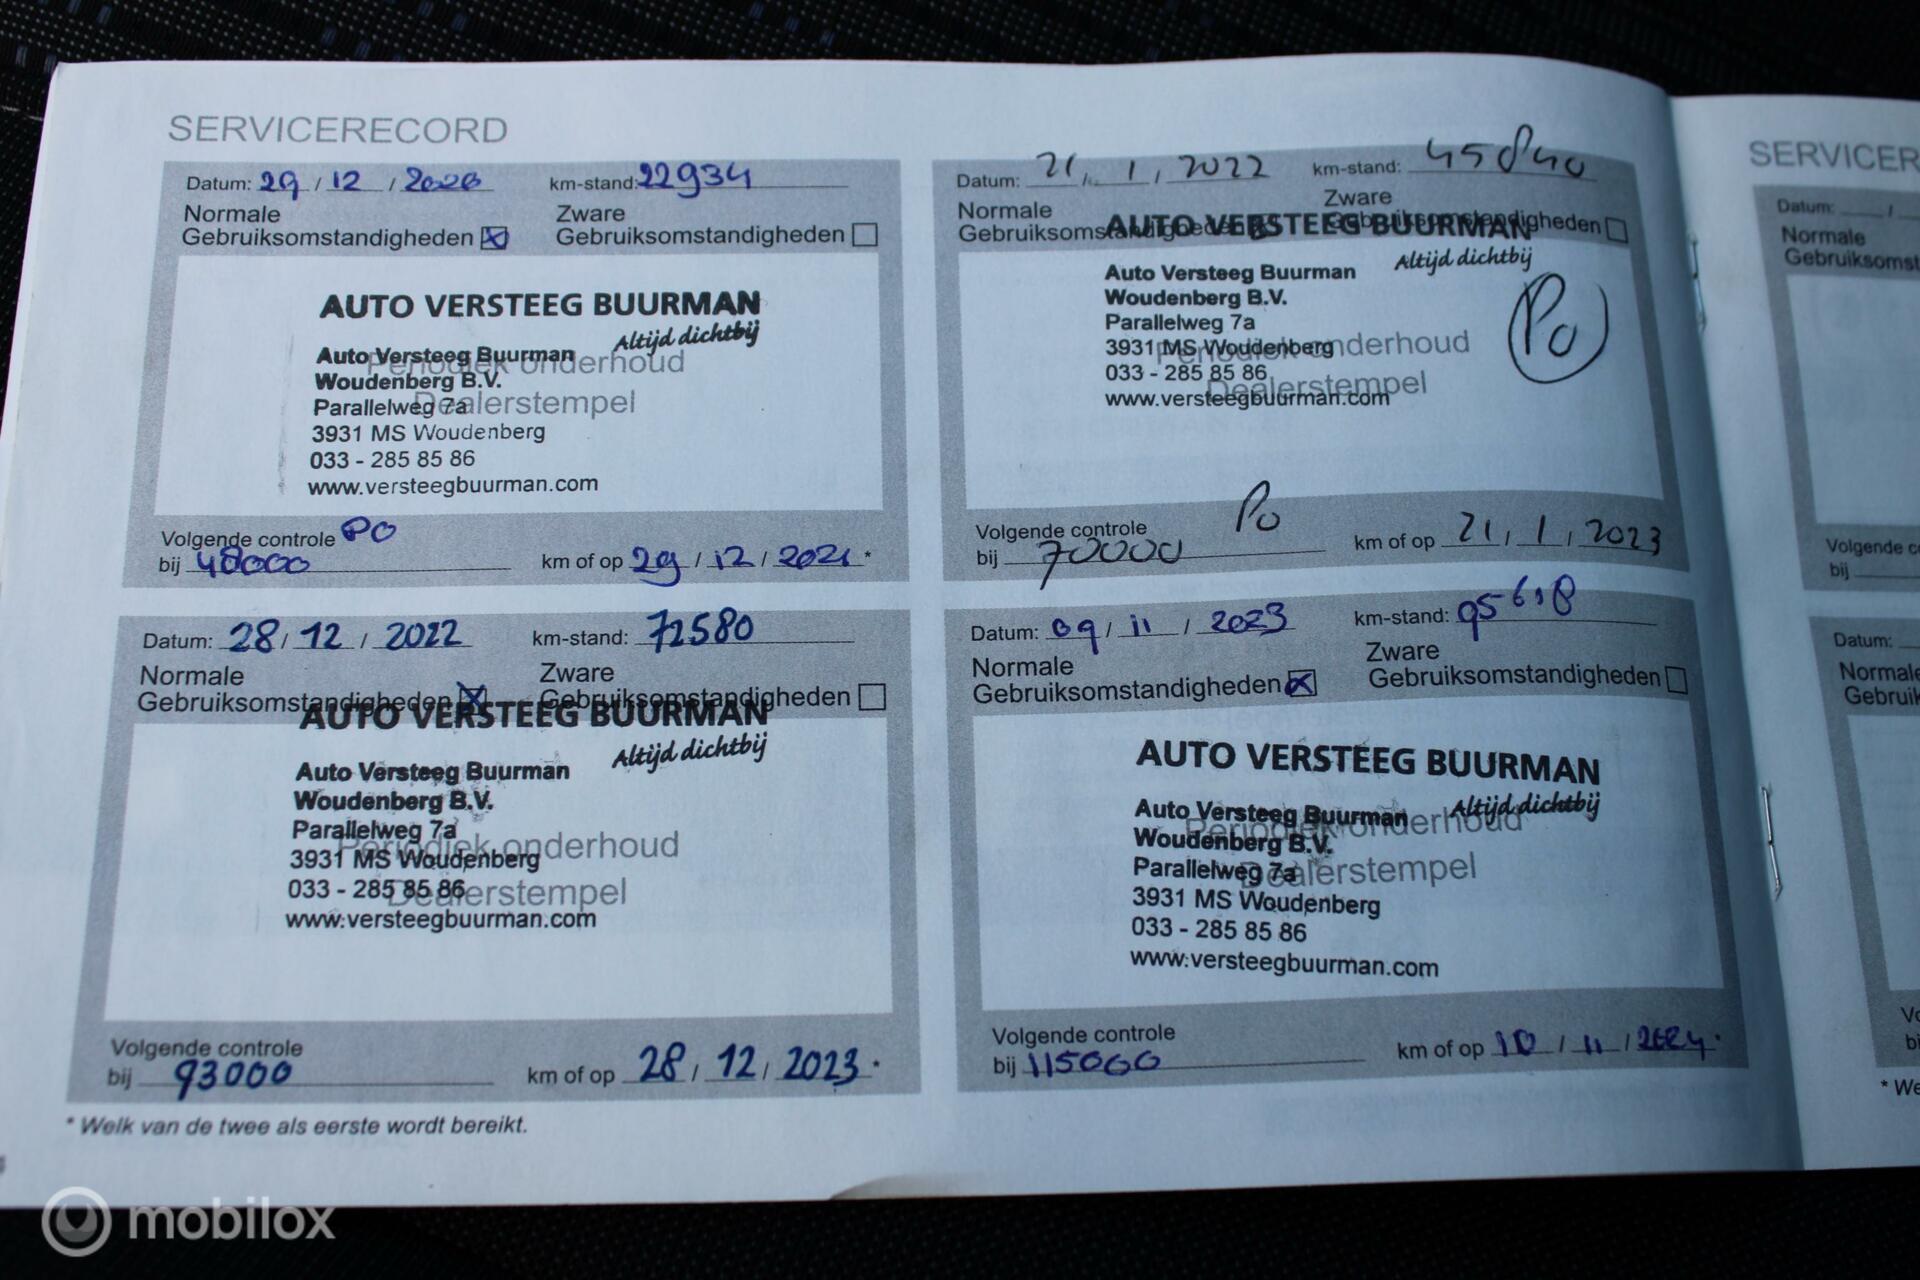 SERVICERECORD
Datum: 29 / 12 / 2020 km-stand: 22934
Normale Zware
Gebruiksomstandigheden Gebruiksomstandigheden
AUTO VERSTEEG BUURMAN
Altijd dichtbij
Auto Versteeg Buurman
Periodiek onderhoud
Woudenberg B.V.
Parallelweg 7a
Dealerstempel
3931 MS Woudenberg
033 - 285 85 86
www.versteegbuurman.com
Volgende controle PO
bij 48000 km of op 29 / 12 / 2021 *
Datum: 21 / 1 / 2022 km-stand: 45840
Normale Zware
Gebruiksomstandigheden Gebruiksomstandigheden
AUTO VERSTEEG BUURMAN
Altijd dichtbij
Auto Versteeg Buurman
Woudenberg B.V.
Po
Parallelweg 7a
3931 MS Woudenberg
Periodiek onderhoud
033 - 285 85 86
Dealerstempel
www.versteegbuurman.com
Volgende controle Po
bij 70000 km of op 21 / 1 / 2023
Datum: 28 / 12 / 2022 km-stand: 72580
Normale Zware
Gebruiksomstandigheden Gebruiksomstandigheden
AUTO VERSTEEG BUURMAN
Altijd dichtbij
Auto Versteeg Buurman
Woudenberg B.V.
Parallelweg 7a
Periodiek onderhoud
3931 MS Woudenberg
033 - 285 85 86
Dealerstempel
www.versteegbuurman.com
Volgende controle
bij 93000 km of op 28 / 12 / 2023 *
Datum: 09 / 11 / 2023 km-stand: 95618
Normale Zware
Gebruiksomstandigheden Gebruiksomstandigheden
AUTO VERSTEEG BUURMAN
Altijd dichtbij
Auto Versteeg Buurman
Periodiek onderhoud
Woudenberg B.V.
Parallelweg 7a
Dealerstempel
3931 MS Woudenberg
033 - 285 85 86
www.versteegbuurman.com
Volgende controle
bij 115000 km of op 10 / 11 / 2024 *
* Welk van de twee als eerste wordt bereikt.
SERVICER
Datum: /
Normale
Gebruiksomst
Volgende c
bij
Datum:
Normale
Gebruik
Vo
bi
* We
mobilox